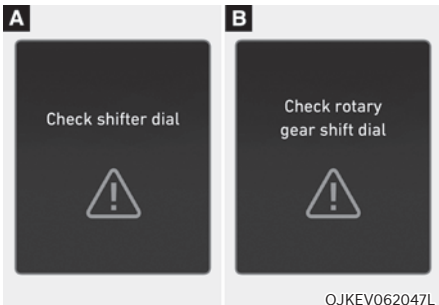 A
Check shifter dial
B
Check rotary
gear shift dial
OJKEV062047L